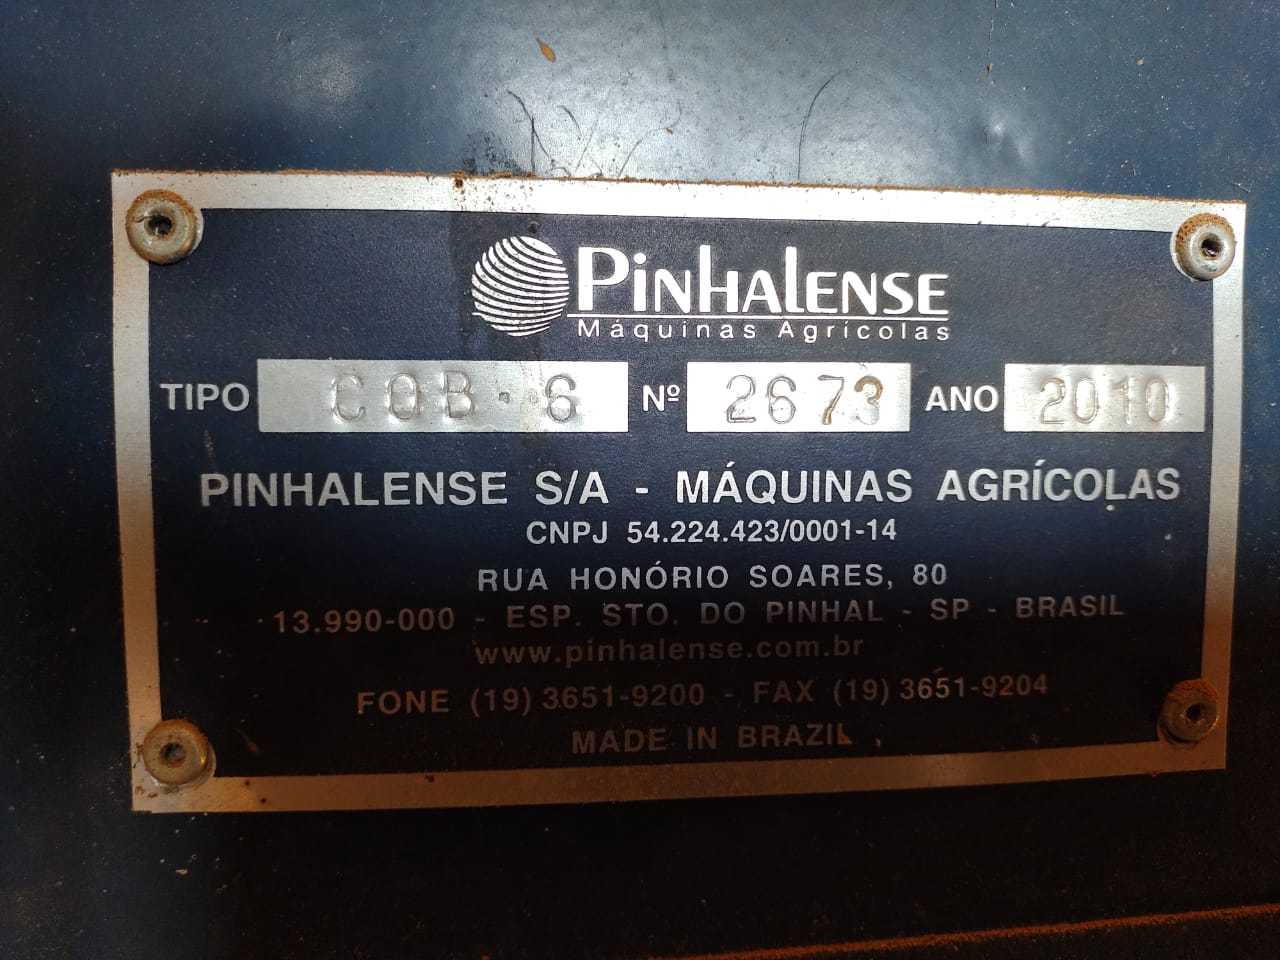 PINHALENSE
Máquinas Agrícolas
TIPO COB·6 Nº 2673 ANO 2010
PINHALENSE S/A - MÁQUINAS AGRÍCOLAS
CNPJ 54.224.423/0001-14
RUA HONÓRIO SOARES, 80
13.990-000 - ESP. STO. DO PINHAL - SP - BRASIL
www.pinhalense.com.br
FONE (19) 3651-9200 - FAX (19) 3651-9204
MADE IN BRAZIL